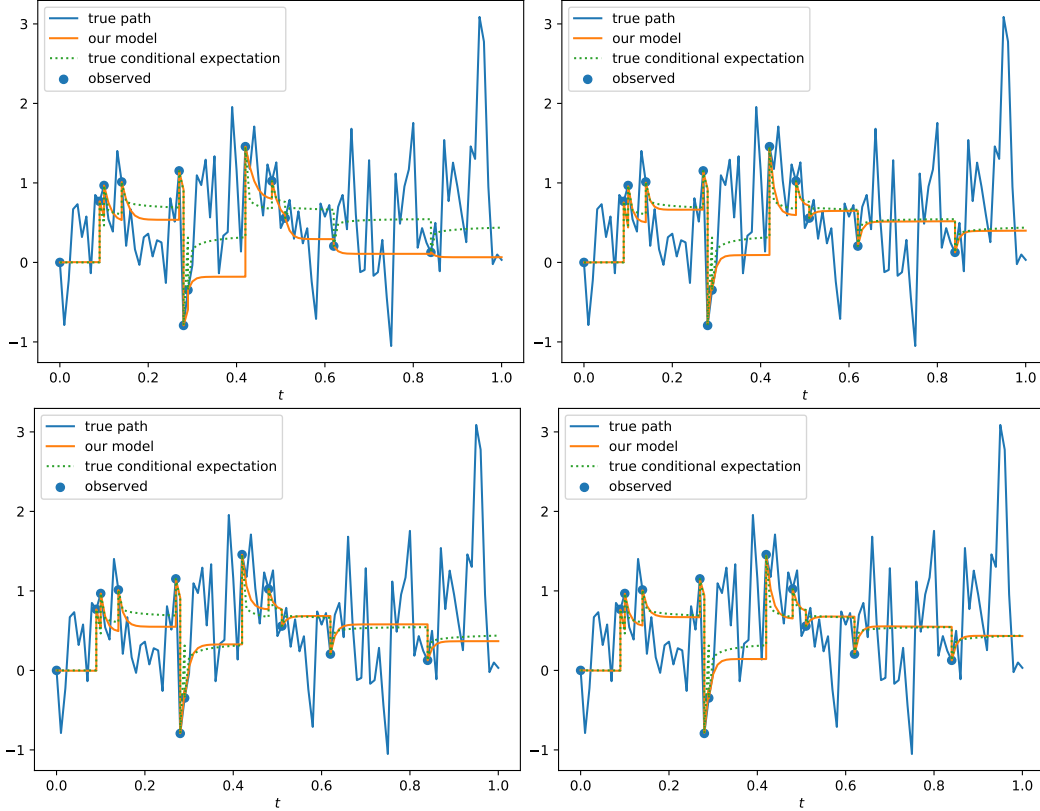 true path
our model
true conditional expectation
observed
3
2
1
0
−1
0.0 0.2 0.4 0.6 0.8 1.0
t
true path
our model
true conditional expectation
observed
3
2
1
0
−1
0.0 0.2 0.4 0.6 0.8 1.0
t
true path
our model
true conditional expectation
observed
3
2
1
0
−1
0.0 0.2 0.4 0.6 0.8 1.0
t
true path
our model
true conditional expectation
observed
3
2
1
0
−1
0.0 0.2 0.4 0.6 0.8 1.0
t